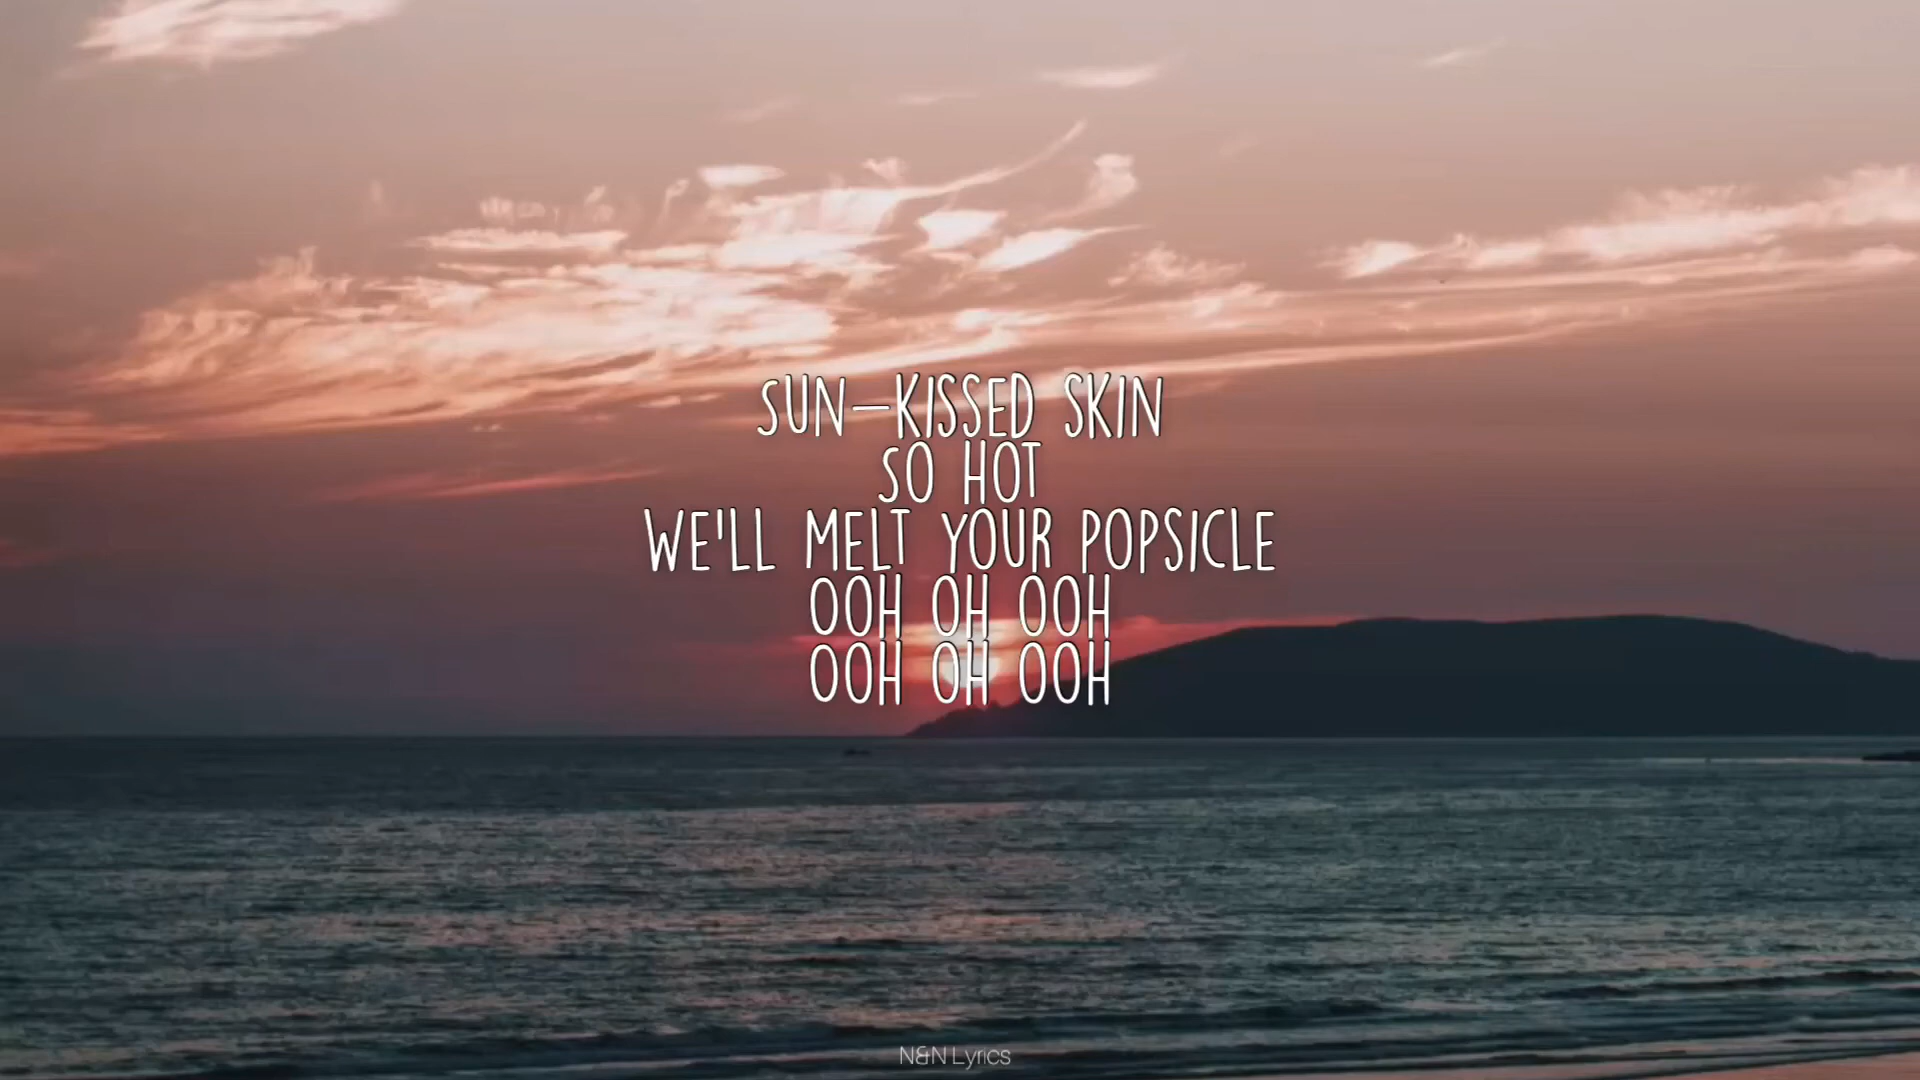 SUN-KISSED SKIN
SO HOT
WE'LL MELT YOUR POPSICLE
OOH OH OOH
OOH OH OOH
N&N Lyrics